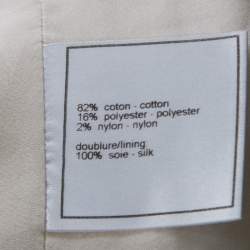 82% coton - cotton
16% polyester - polyester
2% nylon - nylon
doublure/lining
100% soie - silk